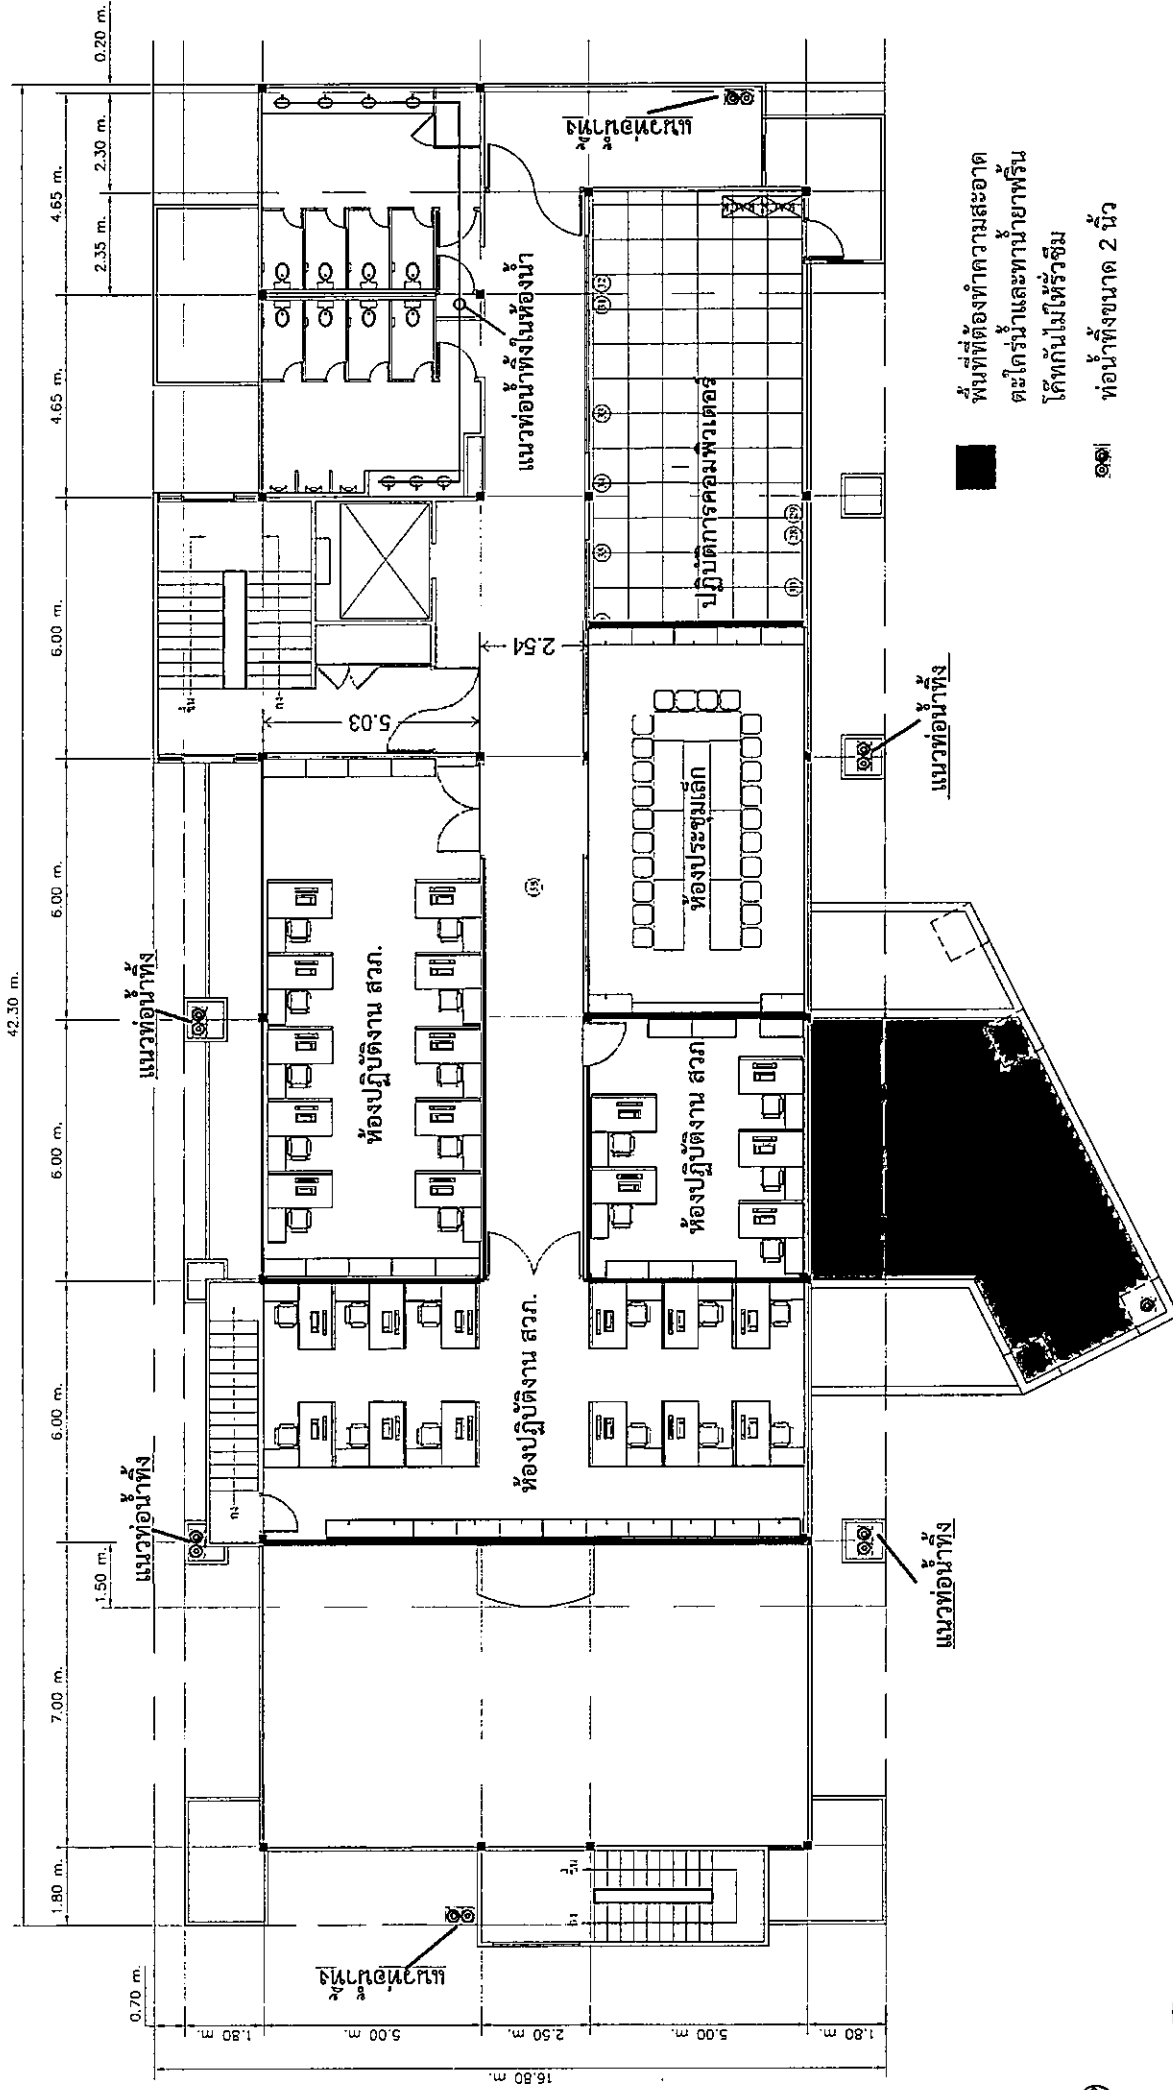 42.30 m.
1.80 m.
7.00 m.
6.00 m.
6.00 m.
6.00 m.
6.00 m.
4.65 m.
4.65 m.
1.50 m.
2.35 m.
2.30 m.
0.20 m.
0.70 m.
1.80 m.
5.00 m.
2.50 m.
5.00 m.
1.80 m.
16.80 m.
แนวท่อน้ำทิ้ง
แนวท่อน้ำทิ้ง
แนวท่อน้ำทิ้ง
แนวท่อน้ำทิ้ง
แนวท่อน้ำทิ้ง
แนวท่อน้ำทิ้ง
แนวท่อน้ำทิ้งในห้องน้ำ
ห้องปฏิบัติงาน สวภ.
ห้องปฏิบัติงาน สวภ.
ห้องปฏิบัติงาน สวภ.
ห้องประชุมเล็ก
ปฏิบัติการคอมพิวเตอร์
5.03
2.54
ขึ้น
ลง
ลง
พื้นที่ที่ต้องทำความสะอาด
ตะไคร่น้ำและทาน้ำยาฟริน
โค๊ทกันไม่ให้รั่วซึม
ท่อน้ำทิ้งขนาด 2 นิ้ว